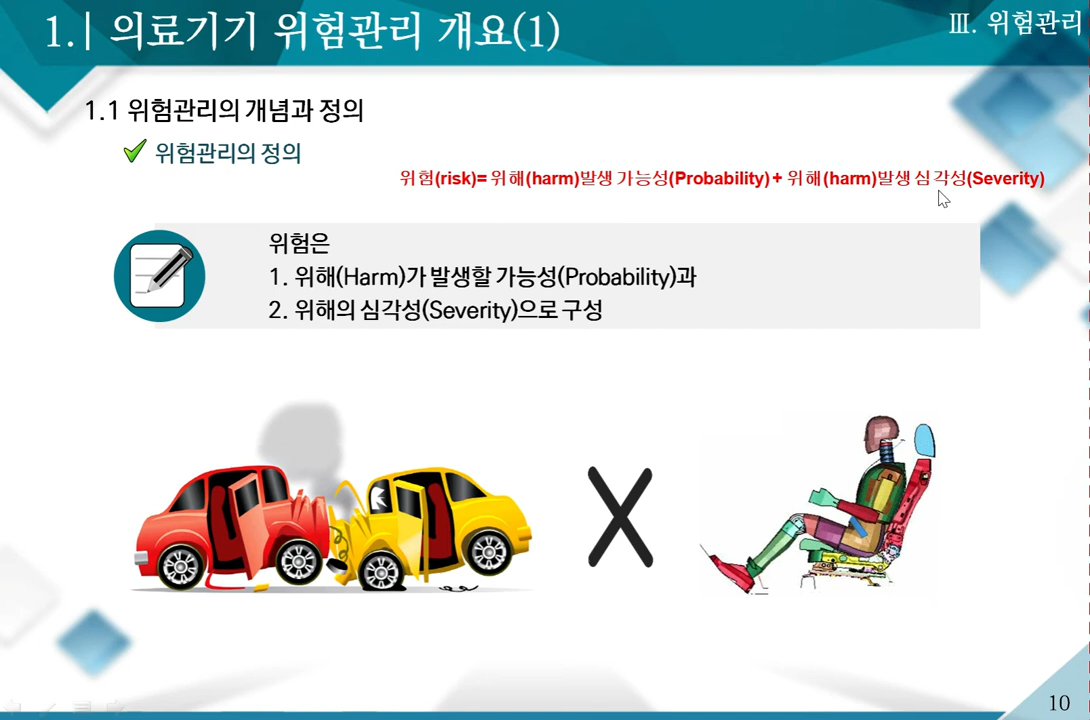 1.| 의료기기 위험관리 개요(1)
Ⅲ. 위험관리
1.1 위험관리의 개념과 정의
위험관리의 정의
위험(risk)= 위해(harm)발생 가능성(Probability)+ 위해(harm)발생 심각성(Severity)
위험은
1. 위해(Harm)가 발생할 가능성(Probability)과
2. 위해의 심각성(Severity)으로 구성
X
10